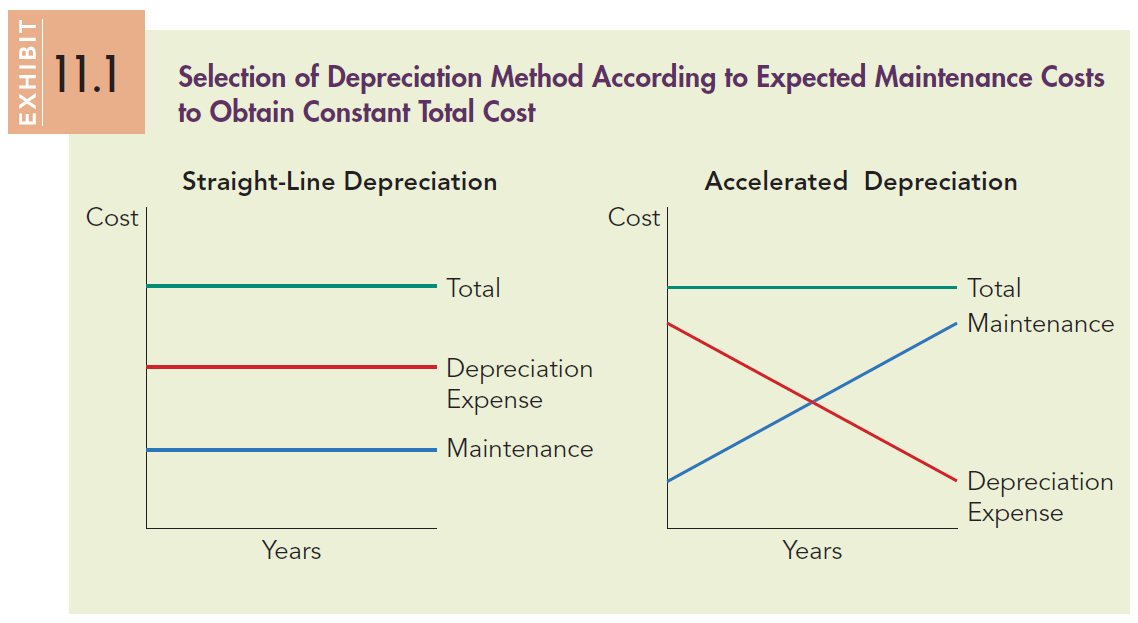 EXHIBIT
11.1
Selection of Depreciation Method According to Expected Maintenance Costs
to Obtain Constant Total Cost
Straight-Line Depreciation
Cost
Total
Depreciation
Expense
Maintenance
Years
Accelerated Depreciation
Cost
Total
Maintenance
Depreciation
Expense
Years